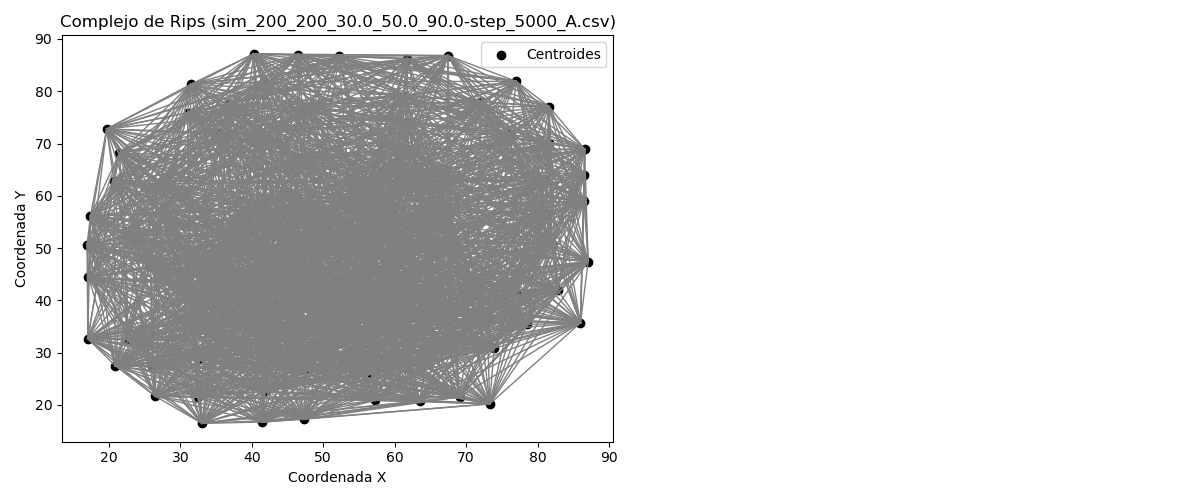 Complejo de Rips (sim_200_200_30.0_50.0_90.0-step_5000_A.csv)
Centroides
90
80
70
60
50
40
30
20
Coordenada Y
20 30 40 50 60 70 80 90
Coordenada X